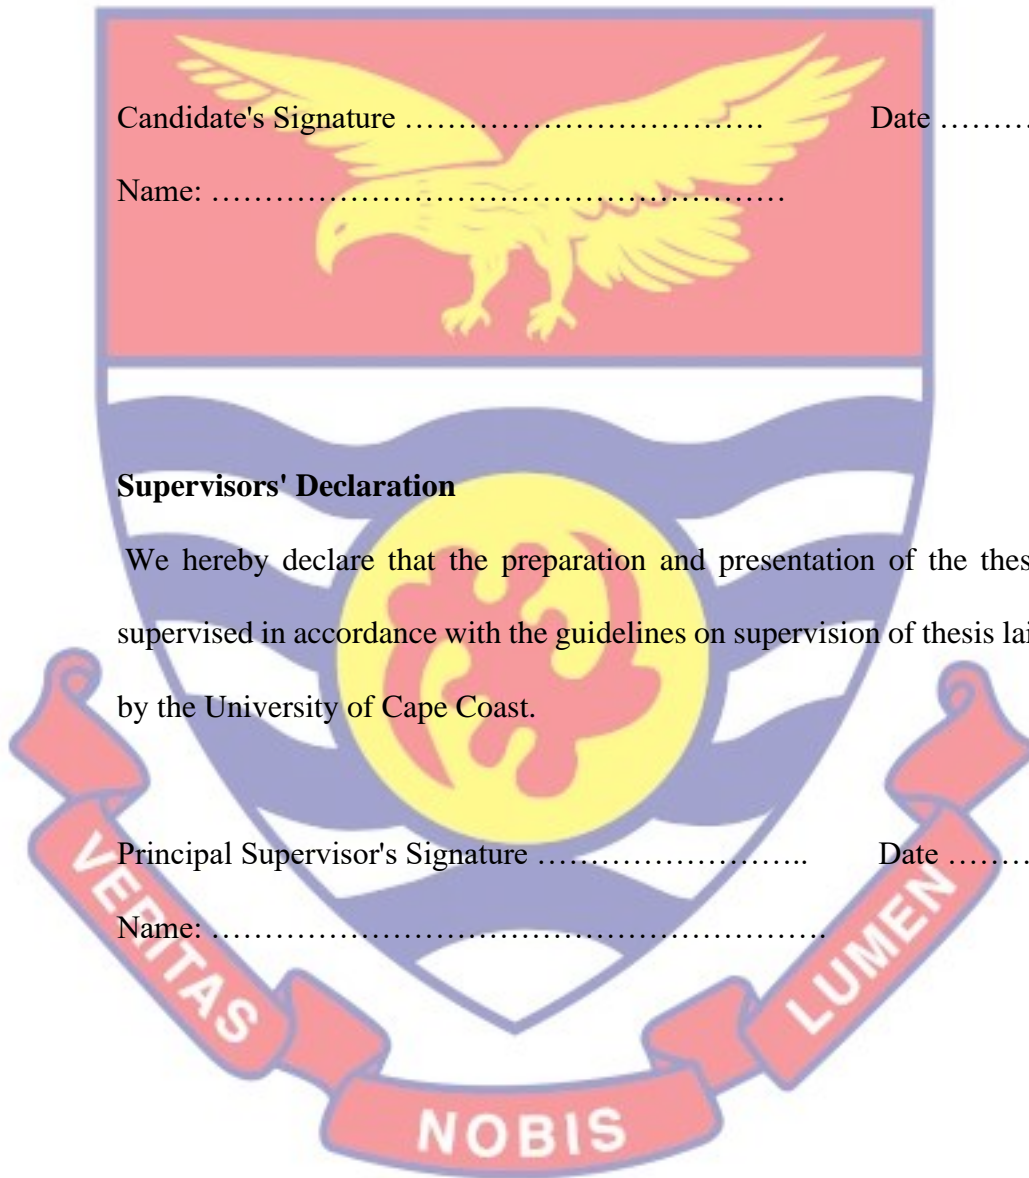 Candidate's Signature ……………………………. Date ………
Name: ………………………………………………
Supervisors' Declaration
We hereby declare that the preparation and presentation of the thes
supervised in accordance with the guidelines on supervision of thesis lai
by the University of Cape Coast.
Principal Supervisor's Signature …………………….. Date ………
Name: ………………………………………………….
VERITAS
NOBIS
LUMEN